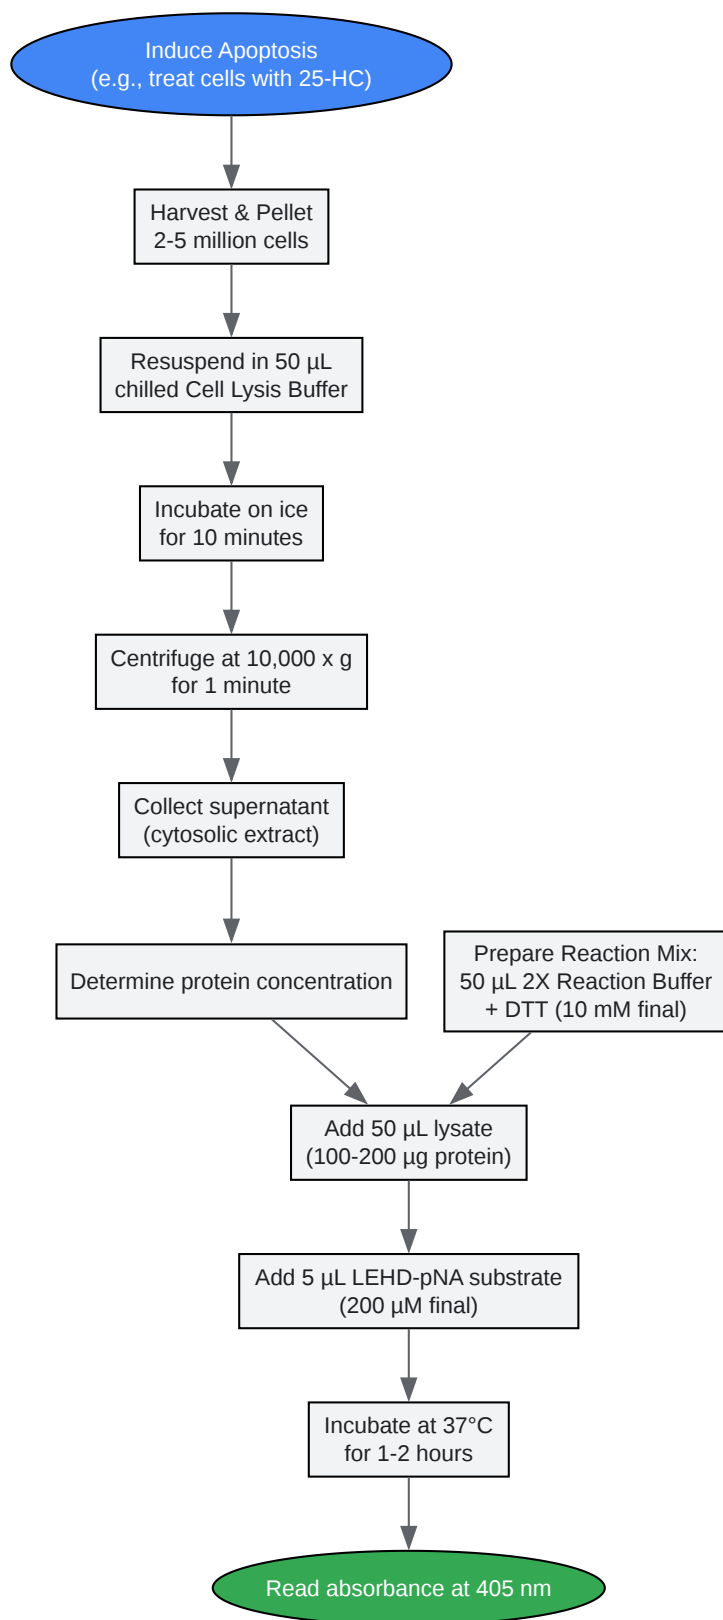 Induce Apoptosis
(e.g., treat cells with 25-HC)
Harvest & Pellet
2-5 million cells
Resuspend in 50 µL
chilled Cell Lysis Buffer
Incubate on ice
for 10 minutes
Centrifuge at 10,000 x g
for 1 minute
Collect supernatant
(cytosolic extract)
Determine protein concentration
Prepare Reaction Mix:
50 µL 2X Reaction Buffer
+ DTT (10 mM final)
Add 50 µL lysate
(100-200 µg protein)
Add 5 µL LEHD-pNA substrate
(200 µM final)
Incubate at 37°C
for 1-2 hours
Read absorbance at 405 nm